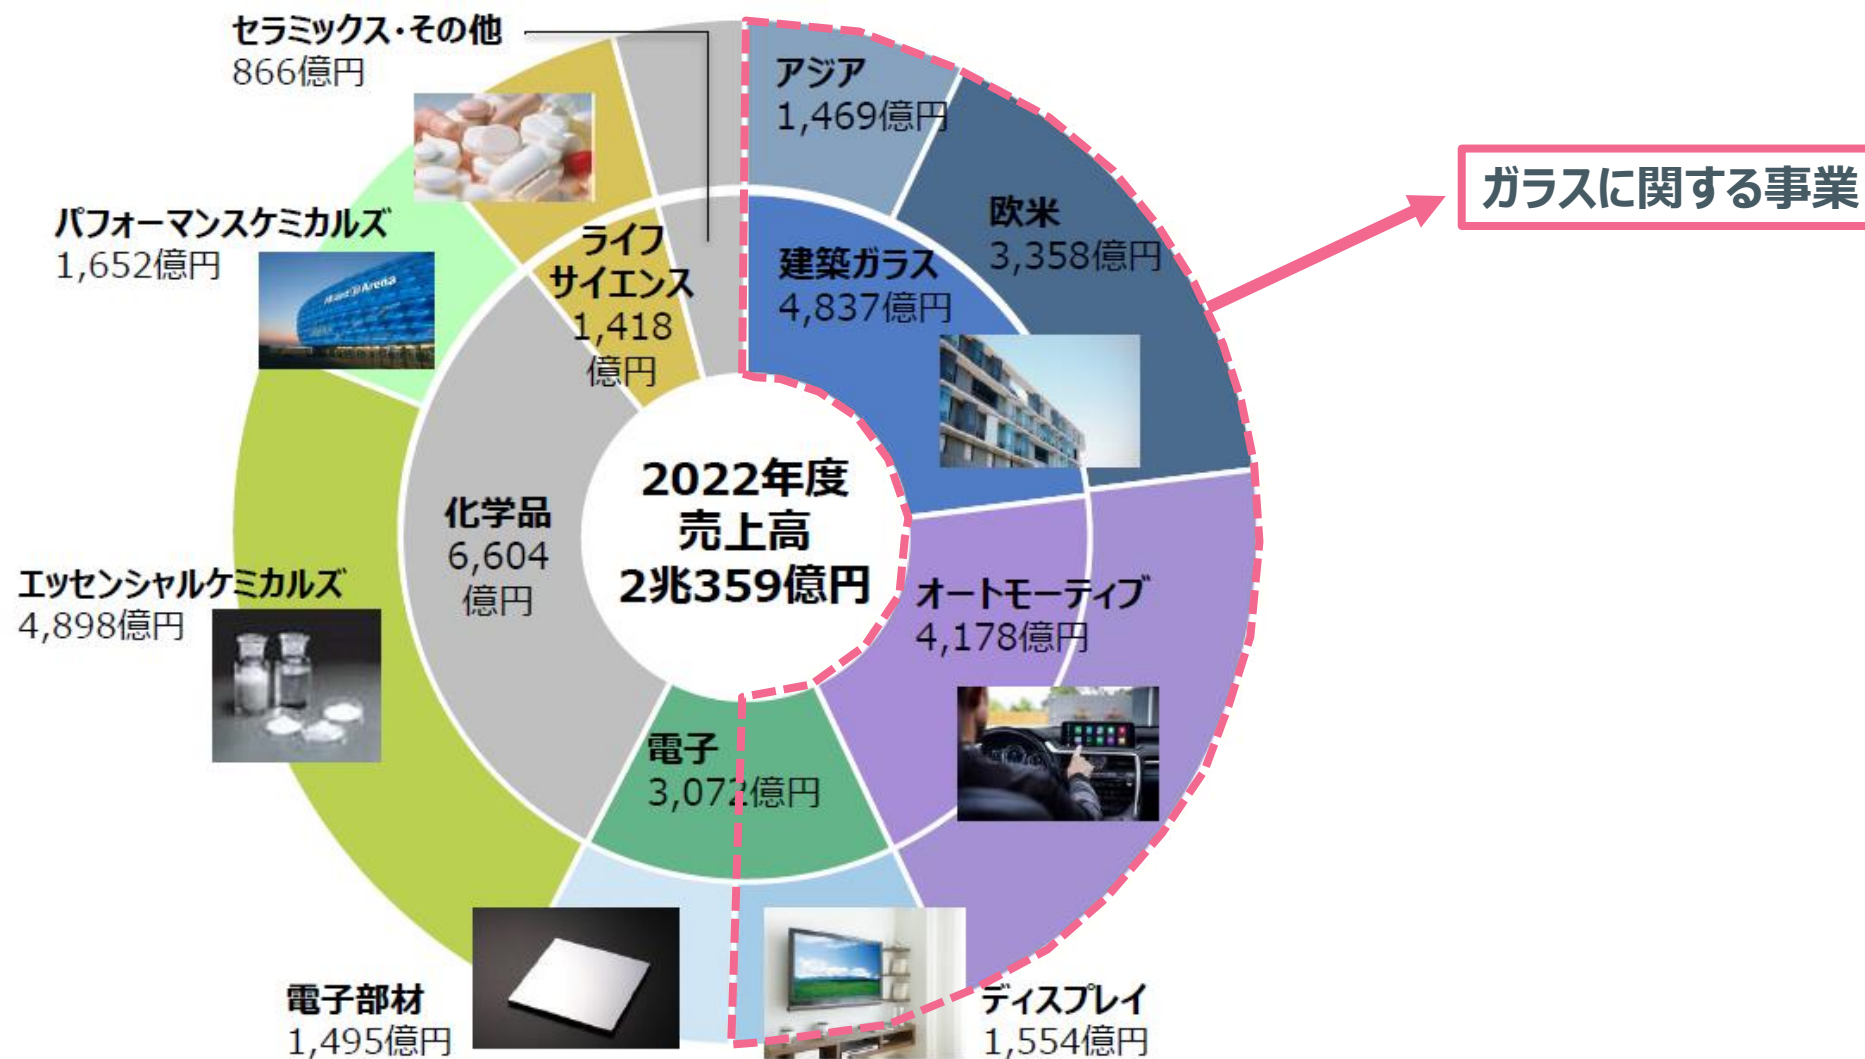 セラミックス・その他
866億円
アジア
1,469億円
欧米
3,358億円
ガラスに関する事業
建築ガラス
4,837億円
パフォーマンスケミカルズ
1,652億円
Allianz Arena
ライフ
サイエンス
1,418
億円
2022年度
売上高
2兆359億円
化学品
6,604
億円
エッセンシャルケミカルズ
4,898億円
オートモーティブ
4,178億円
電子
3,072億円
電子部材
1,495億円
ディスプレイ
1,554億円